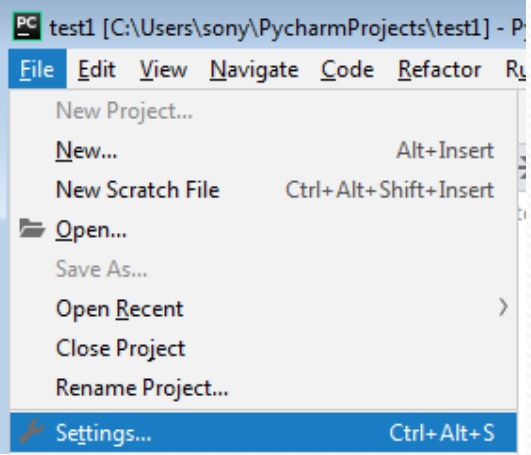 PC test1 [C:\Users\sony\PycharmProjects\test1] - P
File Edit View Navigate Code Refactor Ru
New Project...
New... Alt+Insert
New Scratch File Ctrl+Alt+Shift+Insert
Open...
Save As...
Open Recent
Close Project
Rename Project...
Settings... Ctrl+Alt+S